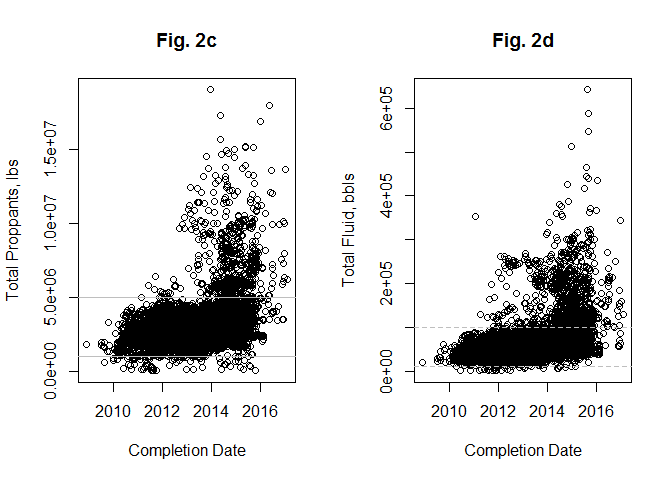 Fig. 2c
Total Proppants, lbs
0.0e+00
5.0e+06
1.0e+07
1.5e+07
2010
2012
2014
2016
Completion Date
Fig. 2d
Total Fluid, bbls
0e+00
2e+05
4e+05
6e+05
2010
2012
2014
2016
Completion Date